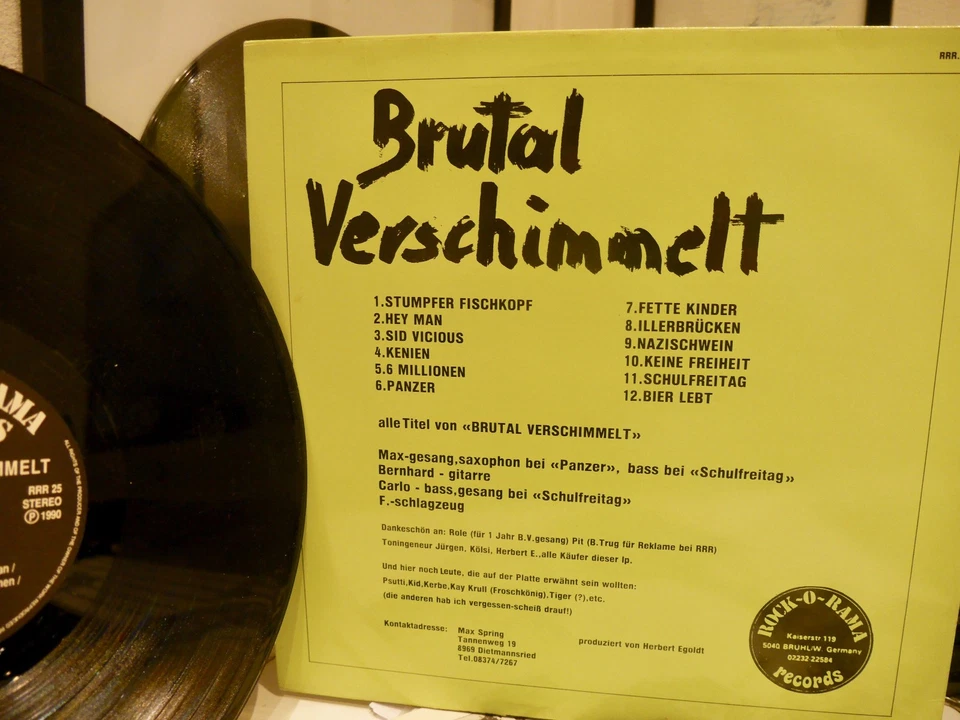 RRR.
Brutal
Verschimmelt
1.STUMPFER FISCHKOPF
2.HEY MAN
3.SID VICIOUS
4.KENIEN
5.6 MILLIONEN
6.PANZER
7.FETTE KINDER
8.ILLERBRÜCKEN
9.NAZISCHWEIN
10.KEINE FREIHEIT
11.SCHULFREITAG
12.BIER LEBT
alle Titel von «BRUTAL VERSCHIMMELT»
Max-gesang,saxophon bei «Panzer», bass bei «Schulfreitag»
Bernhard - gitarre
Carlo - bass,gesang bei «Schulfreitag»
F.-schlagzeug
Dankeschön an: Role (für 1 Jahr B.V.gesang) Pit (B.Trug für Reklame bei RRR)
Toningeneur Jürgen, Kölsi, Herbert E.,alle Käufer dieser lp.
Und hier noch Leute, die auf der Platte erwähnt sein wollten:
Psutti,Kid,Kerbe,Kay Krull (Froschkönig),Tiger (?),etc.
(die anderen hab ich vergessen-scheiß drauf!)
Kontaktadresse: Max Spring
Tannenweg 19
8969 Dietmannsried
Tel.08374/7267
produziert von Herbert Egoldt
ROCK-O-RAMA
Kaiserstr 119
5040 BRUHL/W. Germany
02232-22584
records
AMA
S
MMELT
RRR 25
STEREO
Ⓟ 1990
an /
hen /